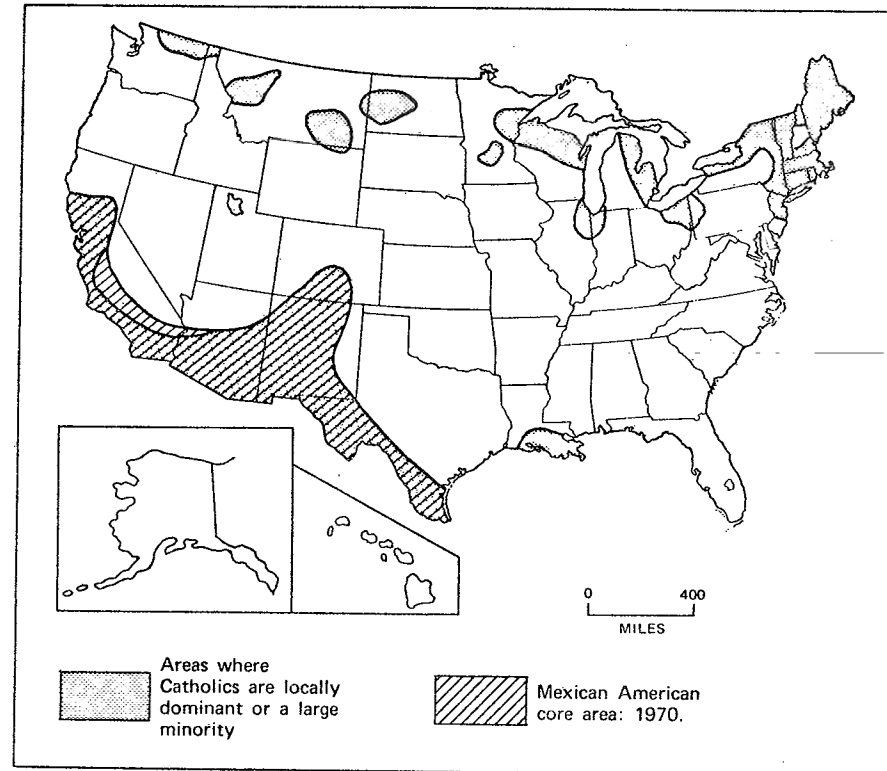 0 400
MILES
Areas where
Catholics are locally
dominant or a large
minority
Mexican American
core area: 1970.